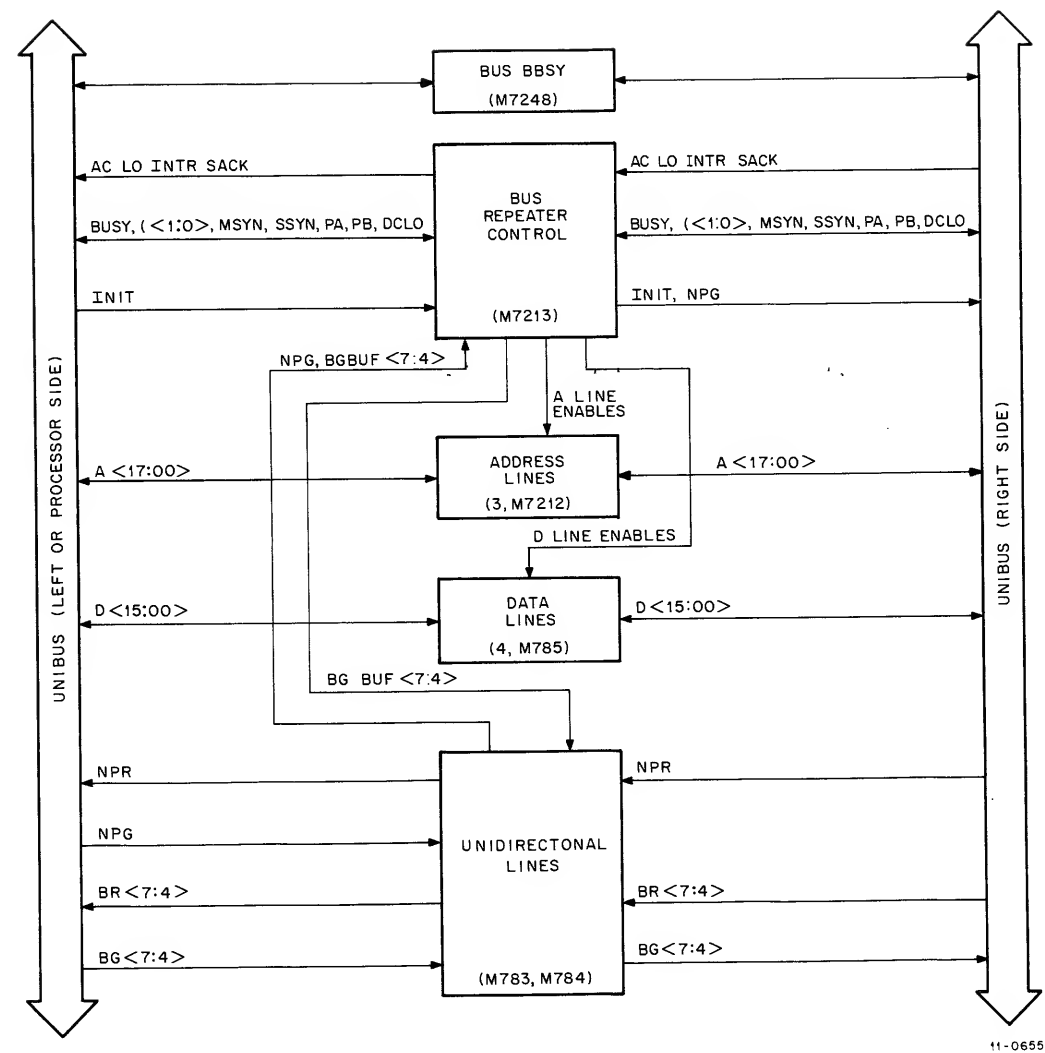 BUS BBSY
(M7248)
AC LO INTR SACK
AC LO INTR SACK
BUS
REPEATER
CONTROL
BUSY, (<1:0>, MSYN, SSYN, PA, PB, DCLO
BUSY, (<1:0>, MSYN, SSYN, PA, PB, DCLO
INIT
INIT, NPG
(M7213)
NPG, BGBUF <7:4>
A LINE
ENABLES
UNIBUS (LEFT OR PROCESSOR SIDE)
UNIBUS (RIGHT SIDE)
A <17:00>
ADDRESS
LINES
(3, M7212)
A <17:00>
D LINE ENABLES
D<15:00>
DATA
LINES
(4, M785)
D<15:00>
BG BUF <7:4>
NPR
NPR
NPG
UNIDIRECTONAL
LINES
BR<7:4>
BR<7:4>
BG<7:4>
BG<7:4>
(M783, M784)
11-0655